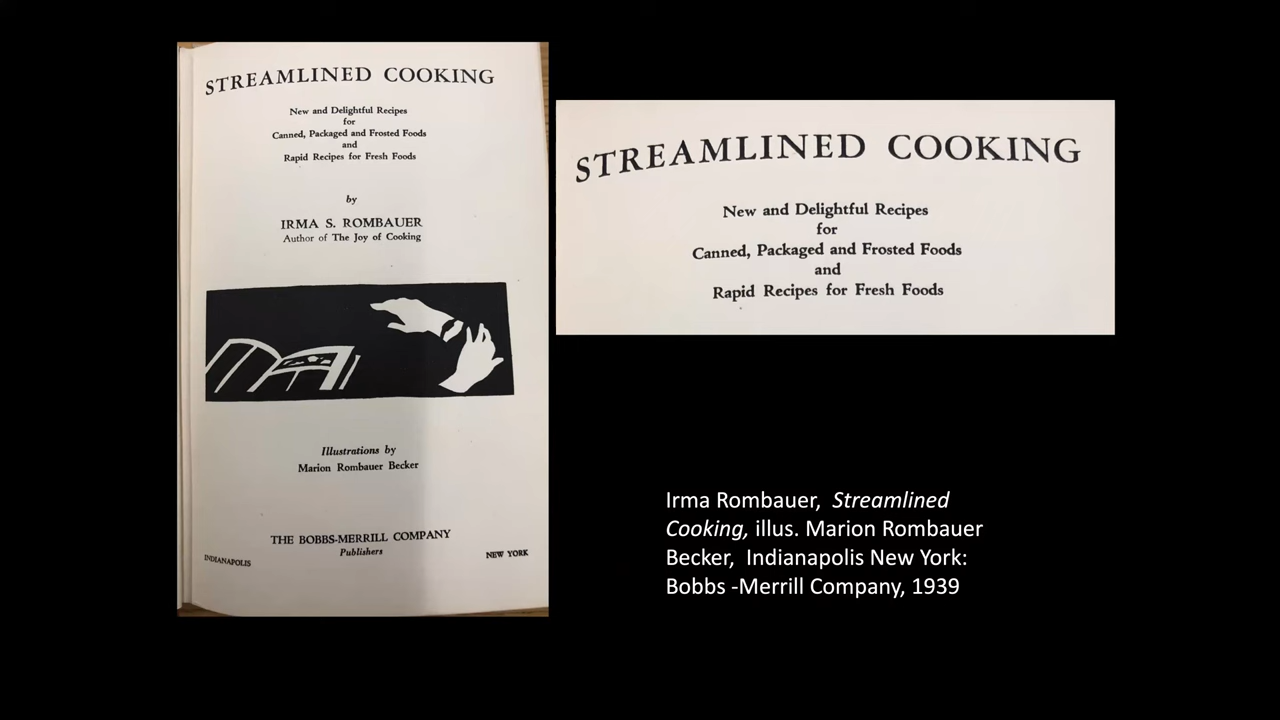 STREAMLINED COOKING
New and Delightful Recipes
for
Canned, Packaged and Frosted Foods
and
Rapid Recipes for Fresh Foods
by
IRMA S. ROMBAUER
Author of The Joy of Cooking
Illustrations by
Marion Rombauer Becker
THE BOBBS-MERRILL COMPANY
Publishers
INDIANAPOLIS NEW YORK
STREAMLINED COOKING
New and Delightful Recipes
for
Canned, Packaged and Frosted Foods
and
Rapid Recipes for Fresh Foods
Irma Rombauer, Streamlined
Cooking, illus. Marion Rombauer
Becker, Indianapolis New York:
Bobbs -Merrill Company, 1939